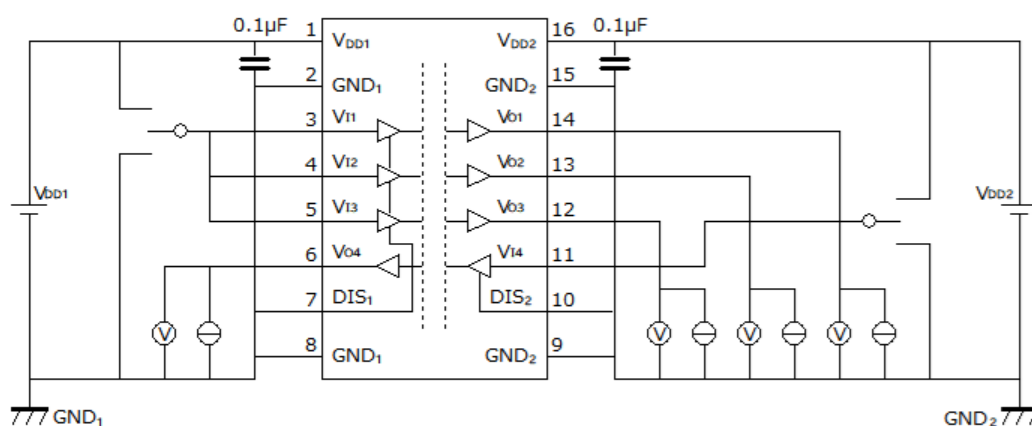 0.1µF
1
VDD1
VDD2
16
0.1µF
2
GND1
GND2
15
3
VI1
VO1
14
4
VI2
VO2
13
VDD1
5
VI3
VO3
12
VDD2
6
VO4
VI4
11
7
DIS1
DIS2
10
V
V
V
V
8
GND1
GND2
9
GND1
GND2